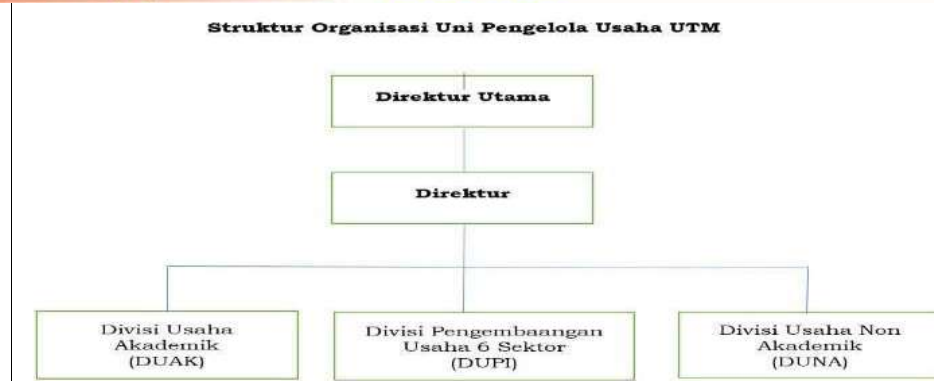 Struktur Organisasi Uni Pengelola Usaha UTM
Direktur Utama
Direktur
Divisi Usaha
Akademik
(DUAK)
Divisi Pengembaangan
Usaha 6 Sektor
(DUPI)
Divisi Usaha Non
Akademik
(DUNA)